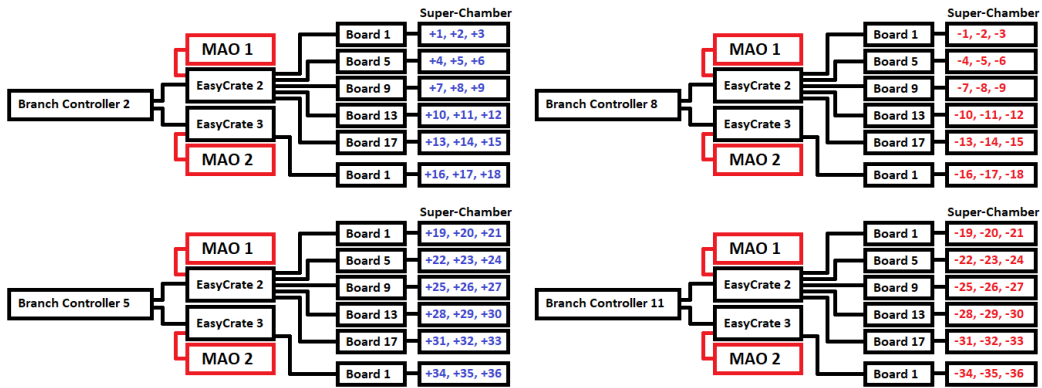 Super-Chamber
MAO 1
Board 1
+1, +2, +3
Board 5
+4, +5, +6
EasyCrate 2
Board 9
+7, +8, +9
Branch Controller 2
Board 13
+10, +11, +12
EasyCrate 3
Board 17
+13, +14, +15
MAO 2
Board 1
+16, +17, +18
Super-Chamber
MAO 1
Board 1
-1, -2, -3
Board 5
-4, -5, -6
EasyCrate 2
Board 9
-7, -8, -9
Branch Controller 8
Board 13
-10, -11, -12
EasyCrate 3
Board 17
-13, -14, -15
MAO 2
Board 1
-16, -17, -18
Super-Chamber
MAO 1
Board 1
+19, +20, +21
Board 5
+22, +23, +24
EasyCrate 2
Board 9
+25, +26, +27
Branch Controller 5
Board 13
+28, +29, +30
EasyCrate 3
Board 17
+31, +32, +33
MAO 2
Board 1
+34, +35, +36
Super-Chamber
MAO 1
Board 1
-19, -20, -21
Board 5
-22, -23, -24
EasyCrate 2
Board 9
-25, -26, -27
Branch Controller 11
Board 13
-28, -29, -30
EasyCrate 3
Board 17
-31, -32, -33
MAO 2
Board 1
-34, -35, -36